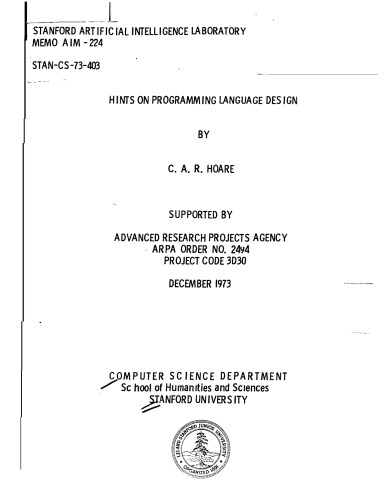 STANFORD ARTIFICIAL INTELLIGENCE LABORATORY
MEMO AIM - 224
STAN-CS-73-403
HINTS ON PROGRAMMING LANGUAGE DESIGN
BY
C. A. R. HOARE
SUPPORTED BY
ADVANCED RESEARCH PROJECTS AGENCY
ARPA ORDER NO. 2494
PROJECT CODE 3D30
DECEMBER 1973
COMPUTER SCIENCE DEPARTMENT
School of Humanities and Sciences
STANFORD UNIVERSITY
LELAND STANFORD JUNIOR UNIVERSITY
ORGANIZED 1891